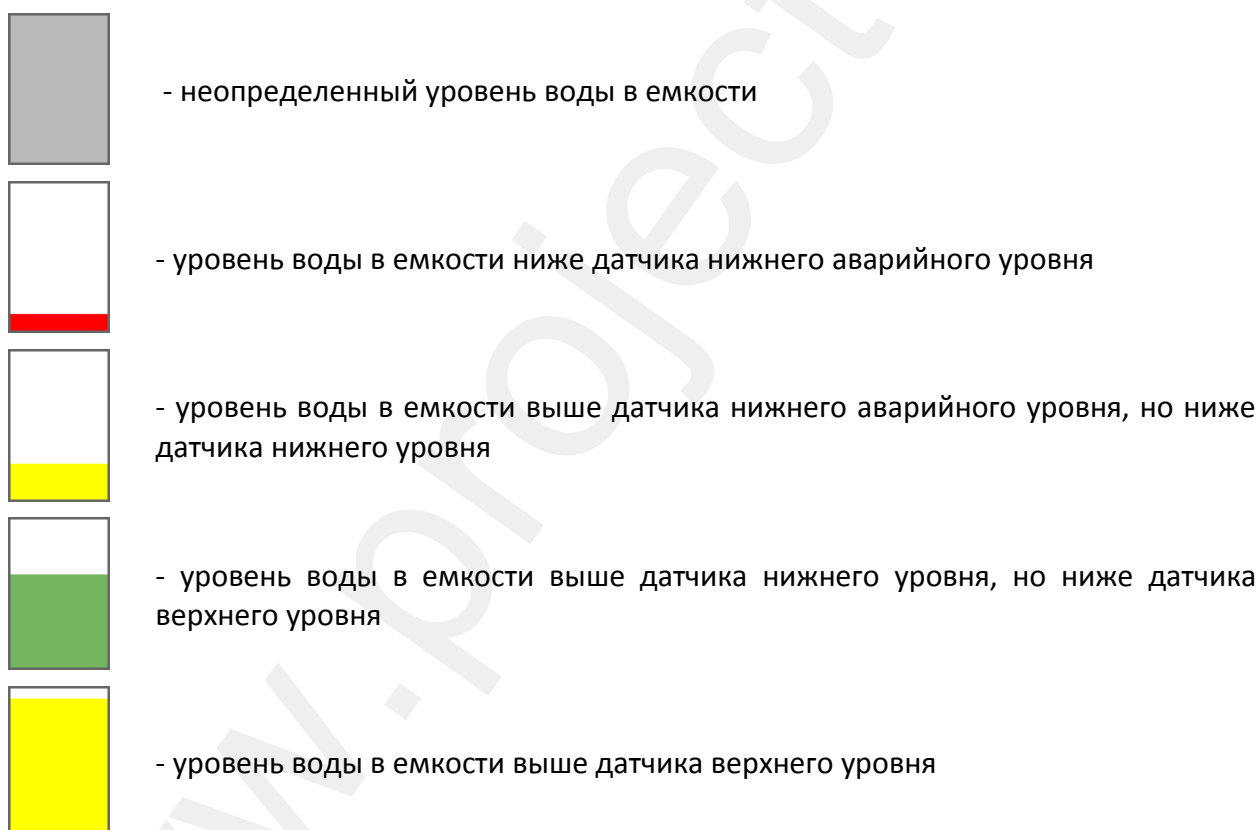 - неопределенный уровень воды в емкости
- уровень воды в емкости ниже датчика нижнего аварийного уровня
- уровень воды в емкости выше датчика нижнего аварийного уровня, но ниже
датчика нижнего уровня
- уровень воды в емкости выше датчика нижнего уровня, но ниже датчика
верхнего уровня
- уровень воды в емкости выше датчика верхнего уровня
w.project